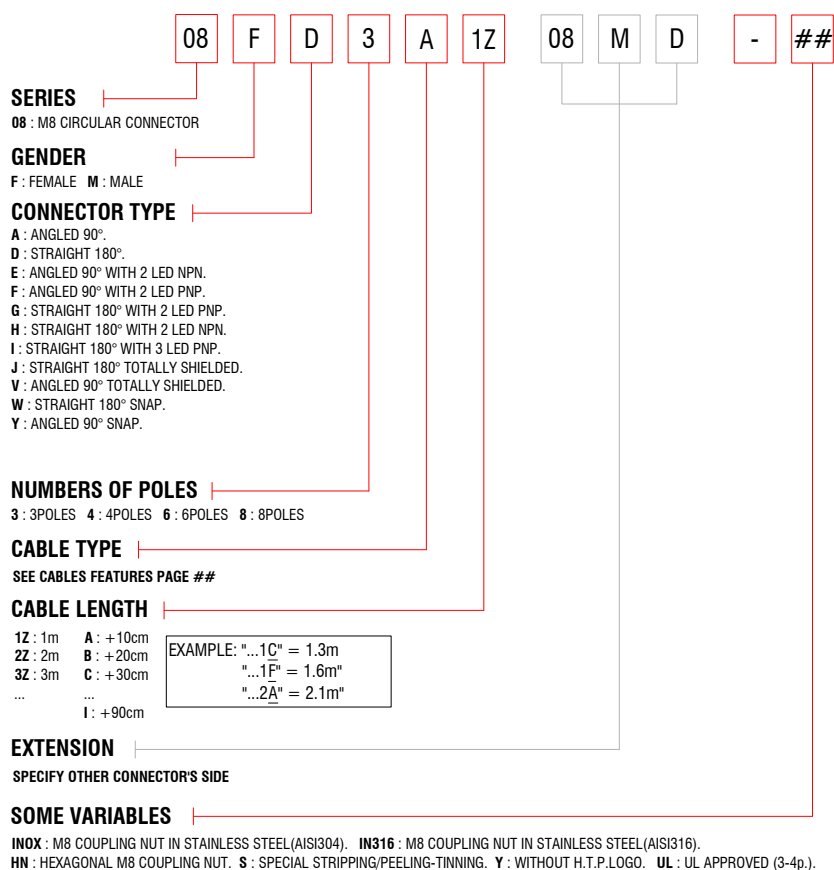 08 F D 3 A 1Z 08 M D - ##
SERIES
08 : M8 CIRCULAR CONNECTOR
GENDER
F : FEMALE M : MALE
CONNECTOR TYPE
A : ANGLED 90°.
D : STRAIGHT 180°.
E : ANGLED 90° WITH 2 LED NPN.
F : ANGLED 90° WITH 2 LED PNP.
G : STRAIGHT 180° WITH 2 LED PNP.
H : STRAIGHT 180° WITH 2 LED NPN.
I : STRAIGHT 180° WITH 3 LED PNP.
J : STRAIGHT 180° TOTALLY SHIELDED.
V : ANGLED 90° TOTALLY SHIELDED.
W : STRAIGHT 180° SNAP.
Y : ANGLED 90° SNAP.
NUMBERS OF POLES
3 : 3POLES 4 : 4POLES 6 : 6POLES 8 : 8POLES
CABLE TYPE
SEE CABLES FEATURES PAGE ##
CABLE LENGTH
1Z : 1m A : +10cm
2Z : 2m B : +20cm
3Z : 3m C : +30cm
... ...
I : +90cm
EXAMPLE: "...1C" = 1.3m
"...1F" = 1.6m"
"...2A" = 2.1m"
EXTENSION
SPECIFY OTHER CONNECTOR'S SIDE
SOME VARIABLES
INOX : M8 COUPLING NUT IN STAINLESS STEEL(AISI304). IN316 : M8 COUPLING NUT IN STAINLESS STEEL(AISI316).
HN : HEXAGONAL M8 COUPLING NUT. S : SPECIAL STRIPPING/PEELING-TINNING. Y : WITHOUT H.T.P.LOGO. UL : UL APPROVED (3-4p.).